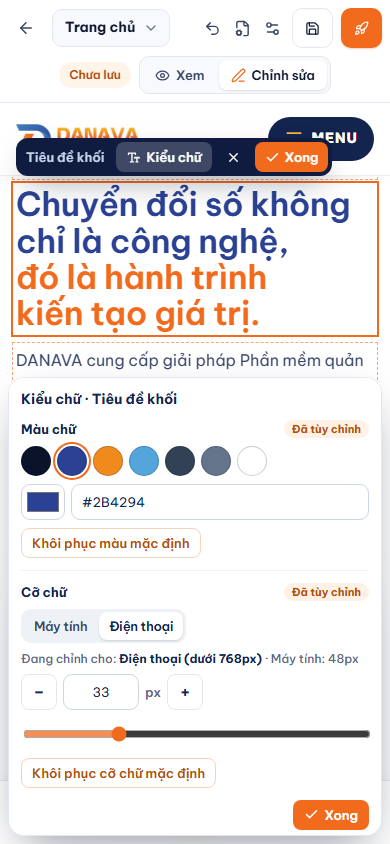 Trang chủ
Chưa lưu
Xem
Chỉnh sửa
DANAVA
MENU
Tiêu đề khối
Kiểu chữ
Xong
Chuyển đổi số không
chỉ là công nghệ,
đó là hành trình
kiến tạo giá trị.
DANAVA cung cấp giải pháp Phần mềm quản
Kiểu chữ · Tiêu đề khối
Màu chữ
Đã tùy chỉnh
#2B4294
Khôi phục màu mặc định
Cỡ chữ
Đã tùy chỉnh
Máy tính
Điện thoại
Đang chỉnh cho: Điện thoại (dưới 768px) · Máy tính: 48px
− 33 px +
Khôi phục cỡ chữ mặc định
Xong